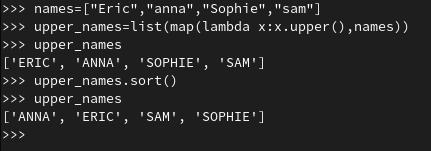 >>> names=["Eric","anna","Sophie","sam"]
>>> upper_names=list(map(lambda x:x.upper(),names))
>>> upper_names
['ERIC', 'ANNA', 'SOPHIE', 'SAM']
>>> upper_names.sort()
>>> upper_names
['ANNA', 'ERIC', 'SAM', 'SOPHIE']
>>>